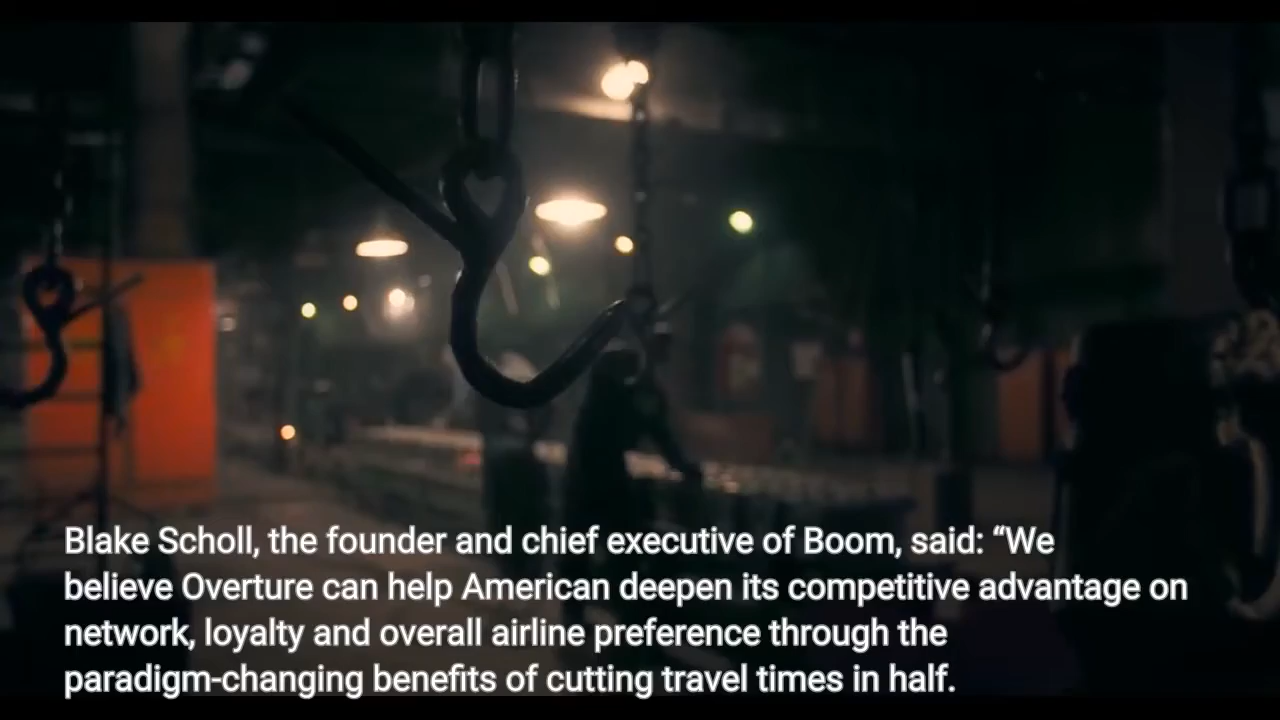 Blake Scholl, the founder and chief executive of Boom, said: “We
believe Overture can help American deepen its competitive advantage on
network, loyalty and overall airline preference through the
paradigm-changing benefits of cutting travel times in half.